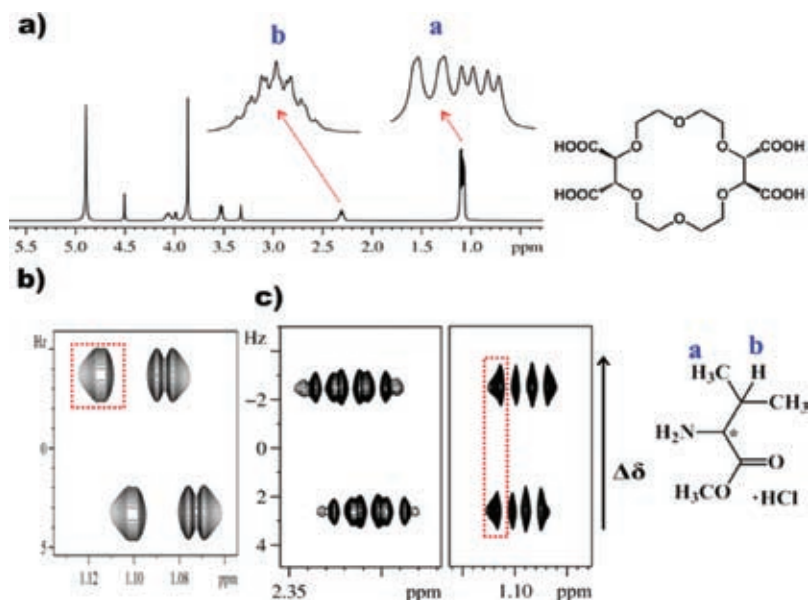 a)
b
a
5.5 5.0 4.5 4.0 3.5 3.0 2.5 2.0 1.5 1.0 ppm
HOOC
HOOC
COOH
COOH
O
O
O
O
O
O
b)
Hz
0
5
1.12 1.10 1.08 ppm
c)
Hz
-2
0
2
4
2.35 ppm
1.10 ppm
Δδ
a b
H₃C H
CH₃
H₂N
*
O
H₃CO
·HCl